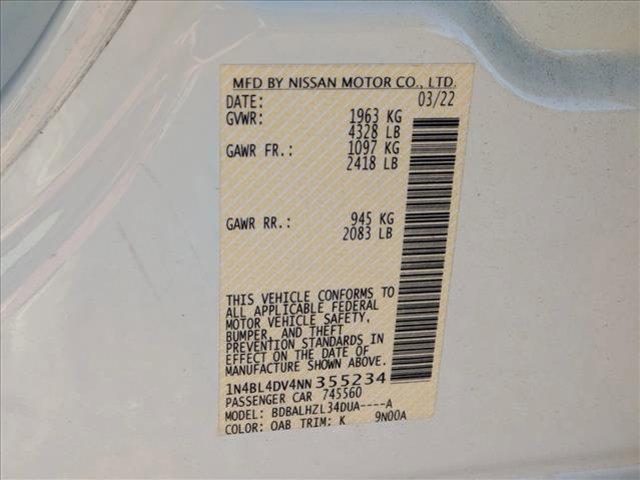 MFD BY NISSAN MOTOR CO., LTD.
DATE: 03/22
GVWR: 1963 KG
4328 LB
GAWR FR.: 1097 KG
2418 LB
GAWR RR.: 945 KG
2083 LB
THIS VEHICLE CONFORMS TO
ALL APPLICABLE FEDERAL
MOTOR VEHICLE SAFETY,
BUMPER, AND THEFT
PREVENTION STANDARDS IN
EFFECT ON THE DATE OF
MANUFACTURE SHOWN ABOVE.
1N4BL4DV4NN355234
PASSENGER CAR 745560
MODEL: BDBALHZL34DUA----A
COLOR: QAB TRIM: K 9N00A